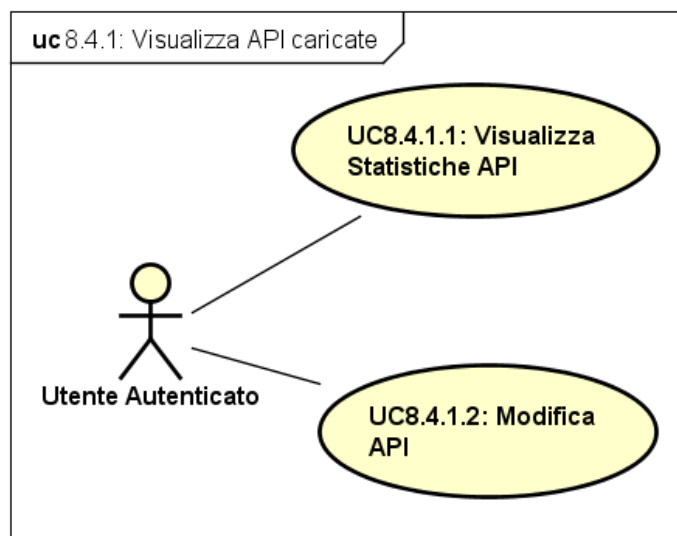 uc 8.4.1: Visualizza API caricate
UC8.4.1.1: Visualizza
Statistiche API
Utente Autenticato
UC8.4.1.2: Modifica
API